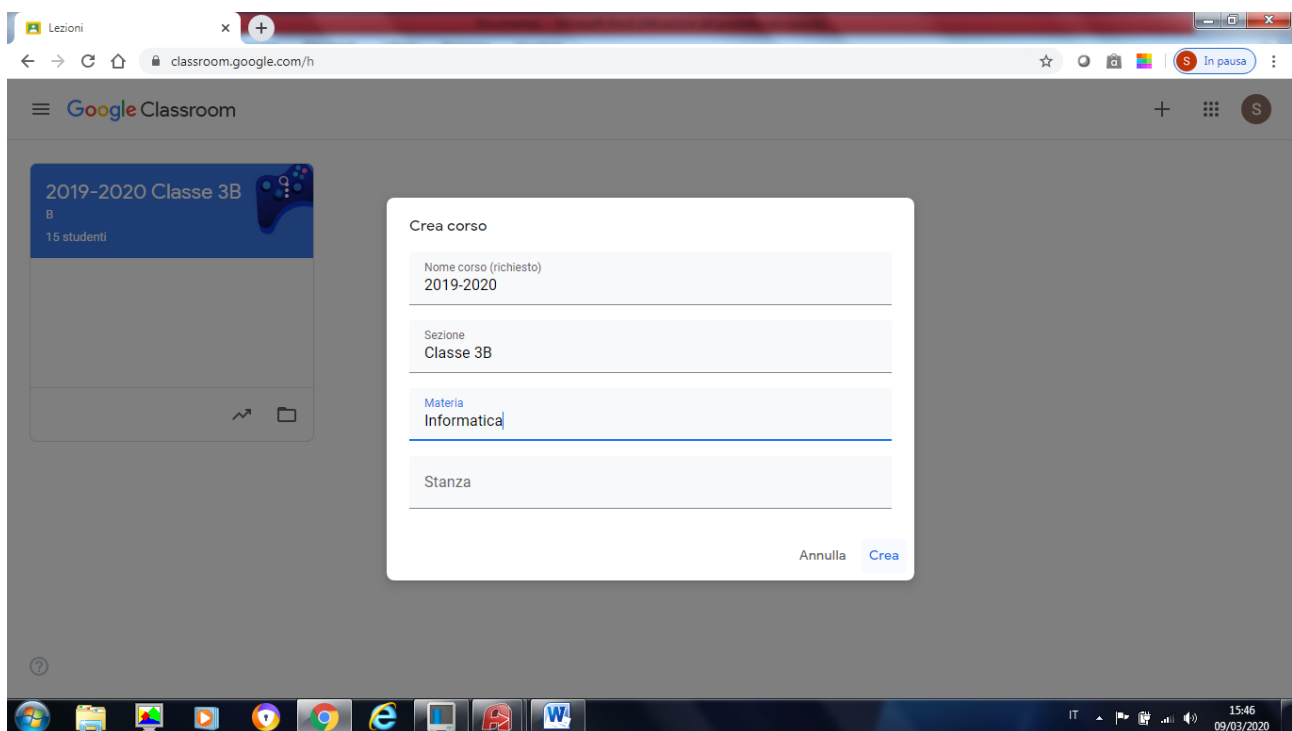 Lezioni
classroom.google.com/h
S In pausa
Google Classroom
S
2019-2020 Classe 3B
B
15 studenti
Crea corso
Nome corso (richiesto)
2019-2020
Sezione
Classe 3B
Materia
Informatica
Stanza
Annulla Crea
IT
15:46
09/03/2020